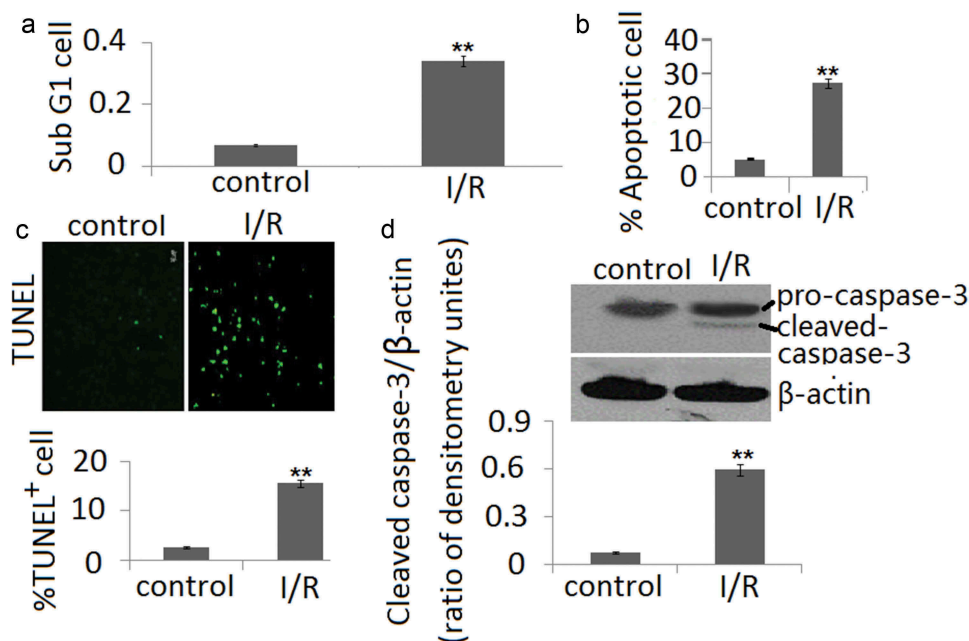 a
Sub G1 cell
0.4
0.2
0
**
control
I/R
b
% Apoptotic cell
40
30
20
10
0
**
control I/R
c
control
I/R
TUNEL
%TUNEL+ cell
20
10
0
**
control
I/R
d
Cleaved caspase-3/β-actin
(ratio of densitometry unites)
control
I/R
pro-caspase-3
cleaved-
caspase-3
β-actin
0.9
0.6
0.3
0
**
control
I/R